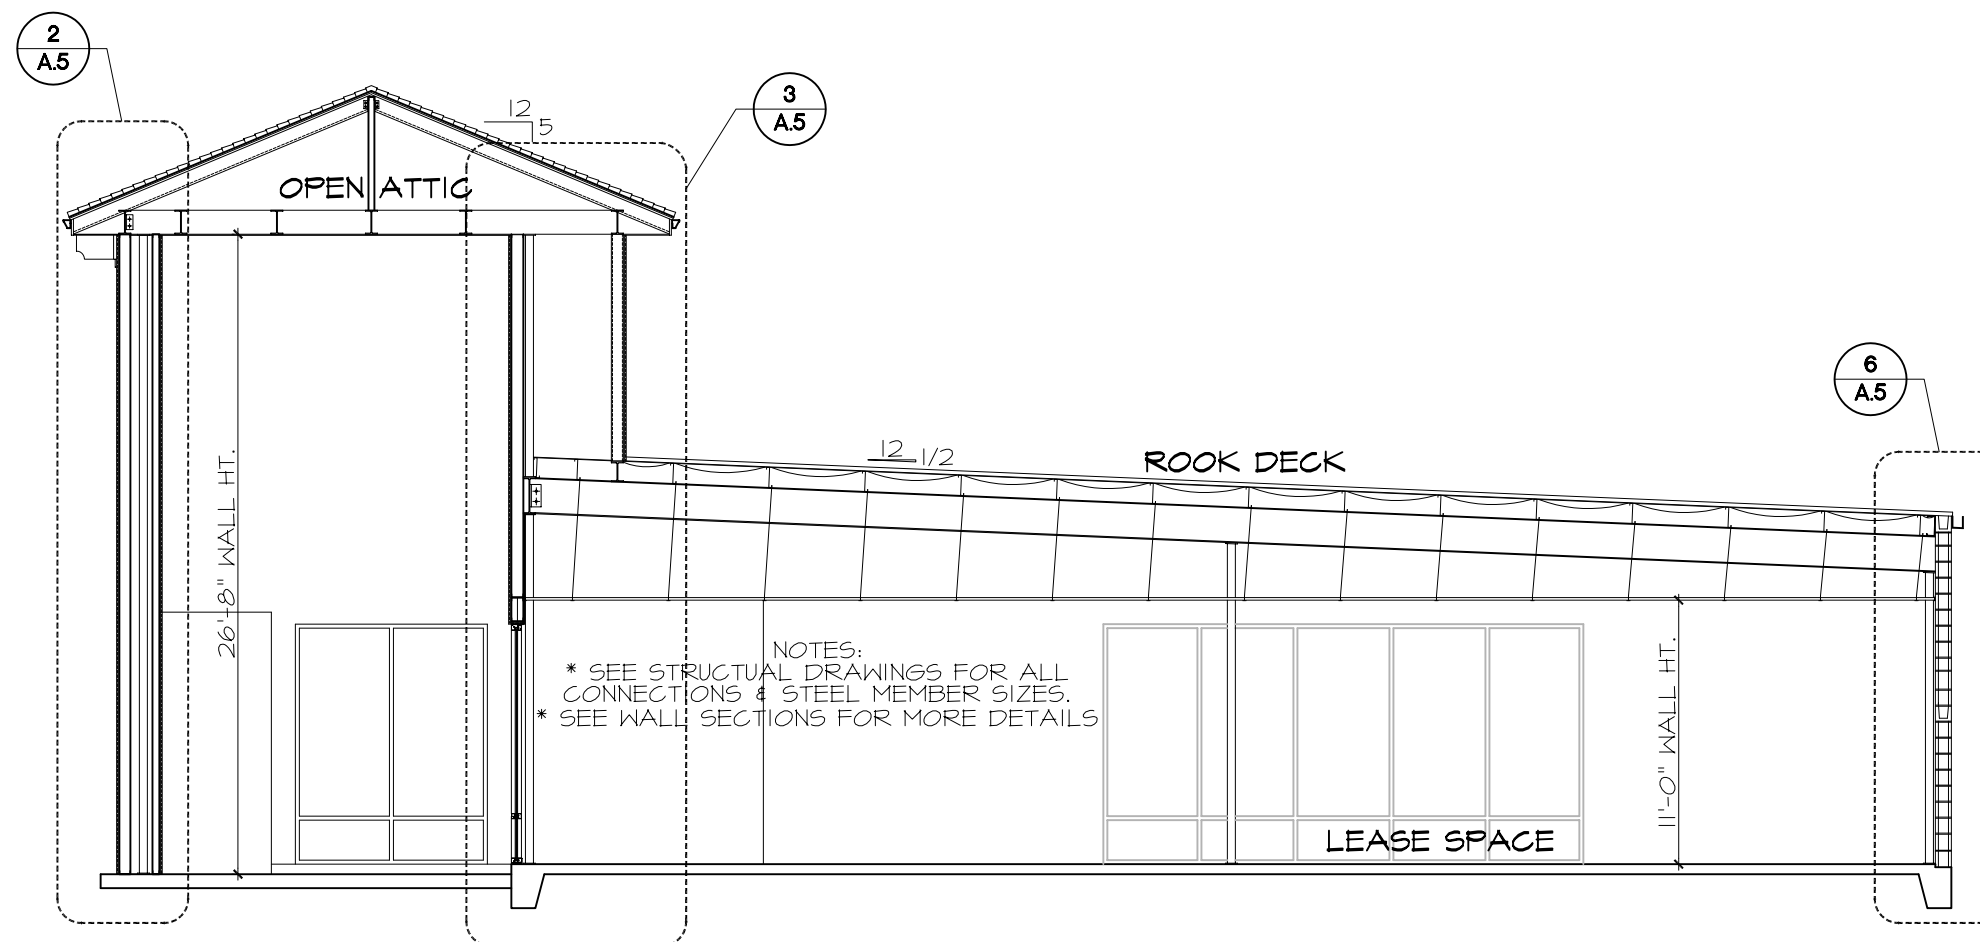 2
A.5
3
A.5
12
5
OPEN ATTIC
6
A.5
12
1/2
ROOK DECK
26'-8" WALL HT.
NOTES:
* SEE STRUCTUAL DRAWINGS FOR ALL
CONNECTIONS & STEEL MEMBER SIZES.
* SEE WALL SECTIONS FOR MORE DETAILS
11'-0" WALL HT.
LEASE SPACE